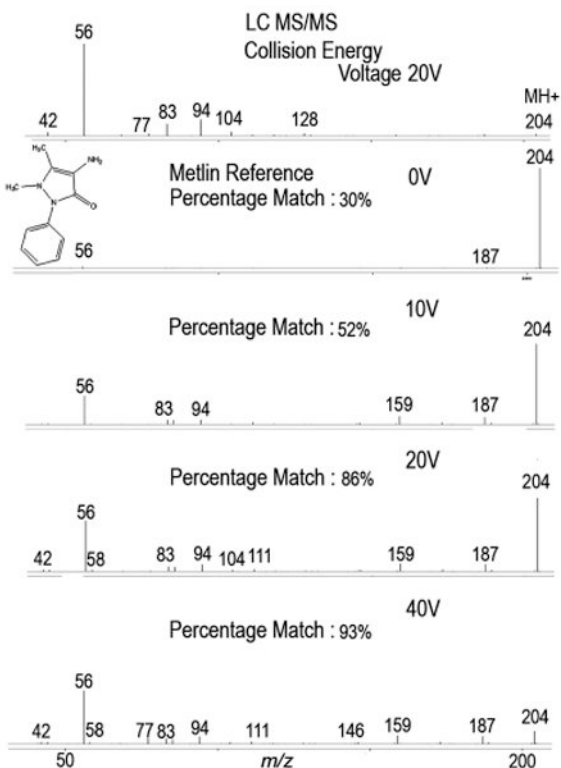 LC MS/MS
Collision Energy
Voltage 20V
56
42
77
83
94
104
128
MH+
204
H₃C
NH₂
H₃C
N
N
O
Metlin Reference
0V
Percentage Match : 30%
56
187
204
10V
Percentage Match : 52%
56
83
94
159
187
204
20V
Percentage Match : 86%
56
42
58
83
94
104
111
159
187
204
40V
Percentage Match : 93%
56
42
58
77
83
94
111
146
159
187
204
50
m/z
200